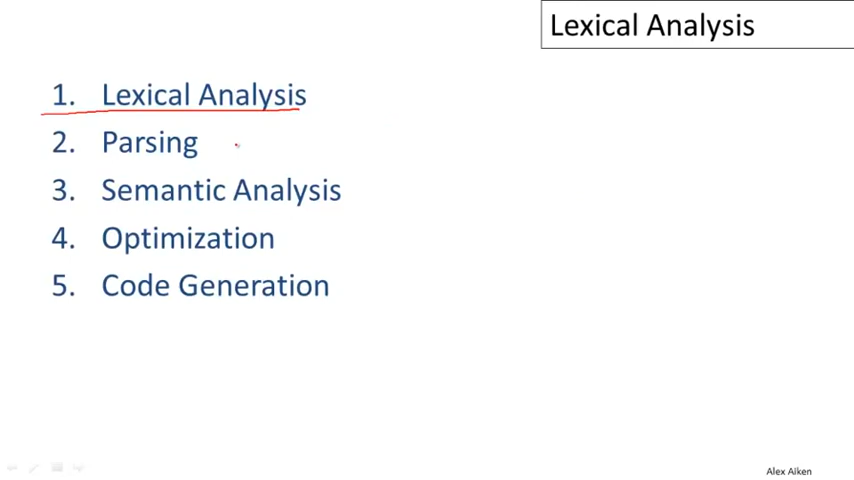 Lexical Analysis
1. Lexical Analysis
2. Parsing
3. Semantic Analysis
4. Optimization
5. Code Generation
Alex Aiken